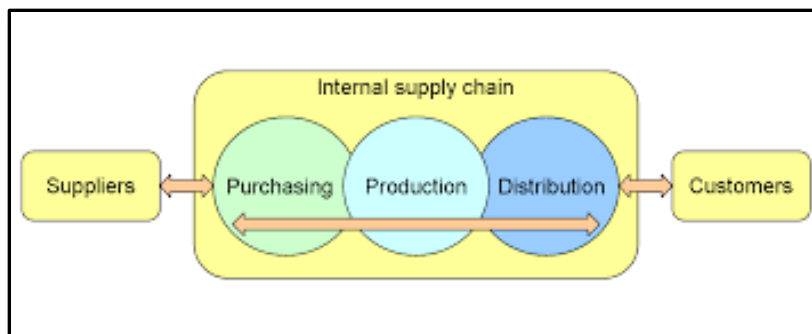 Internal supply chain
Suppliers
Purchasing
Production
Distribution
Customers